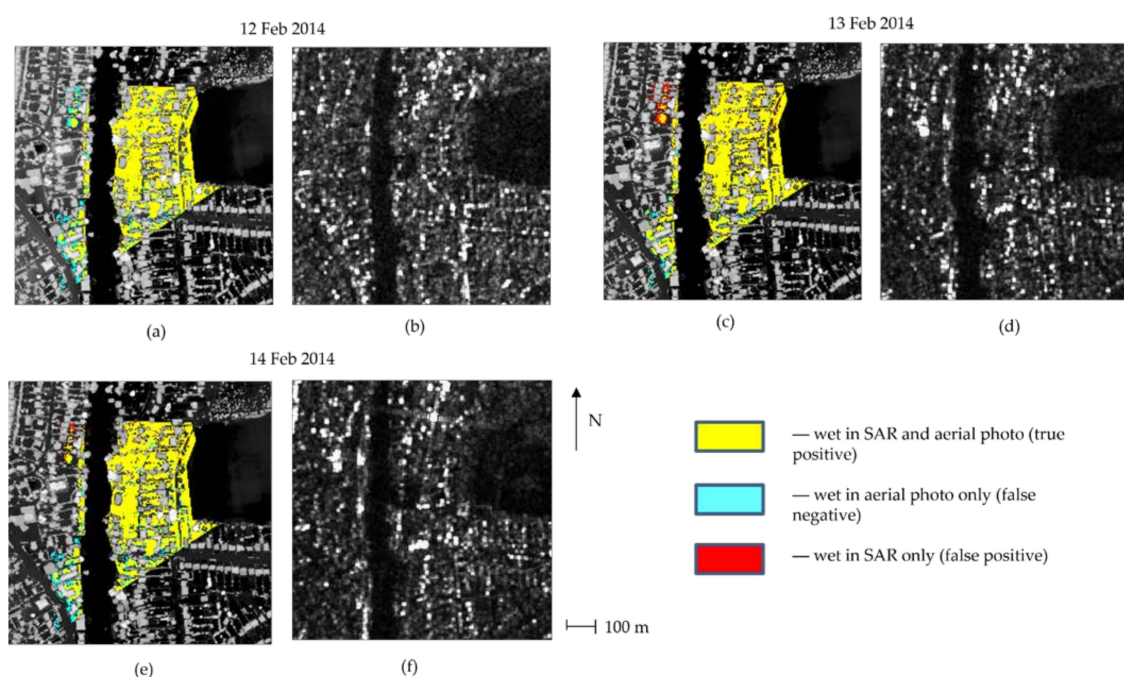 12 Feb 2014
13 Feb 2014
(a)
(b)
(c)
(d)
14 Feb 2014
N
100 m
(e)
(f)
— wet in SAR and aerial photo (true
positive)
— wet in aerial photo only (false
negative)
— wet in SAR only (false positive)